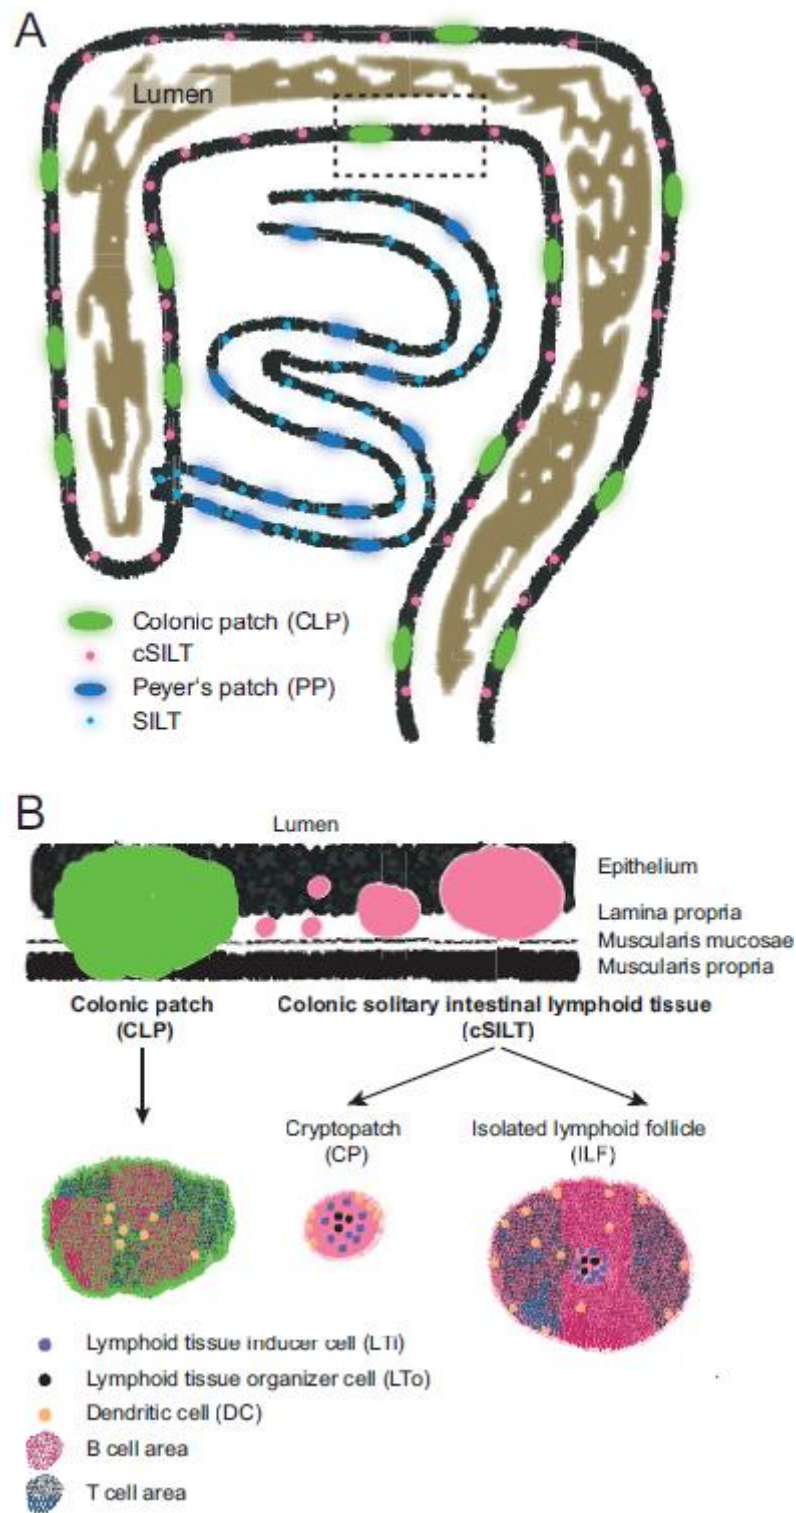 A
Lumen
Colonic patch (CLP)
cSILT
Peyer's patch (PP)
SILT
B
Lumen
Epithelium
Lamina propria
Muscularis mucosae
Muscularis propria
Colonic patch
(CLP)
Colonic solitary intestinal lymphoid tissue
(cSILT)
Cryptopatch
(CP)
Isolated lymphoid follicle
(ILF)
Lymphoid tissue inducer cell (LTi)
Lymphoid tissue organizer cell (LTo)
Dendritic cell (DC)
B cell area
T cell area